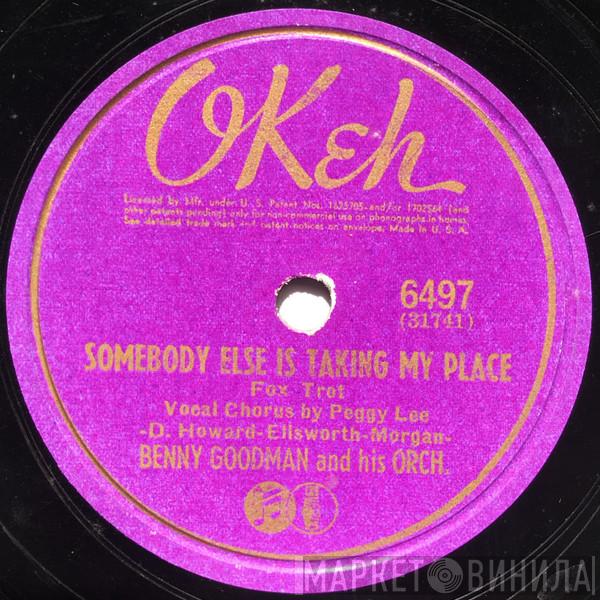 OKeh
Licensed by Mfr. under U. S. Patent Nos. 1625705 and/or 1702564 (and
other patents pending) only for non-commercial use on phonographs in homes.
See detailed trade mark and patent notices on envelope. Made in U. S. A.
6497
(31741)
SOMEBODY ELSE IS TAKING MY PLACE
Fox Trot
Vocal Chorus by Peggy Lee
-D. Howard-Ellsworth-Morgan-
BENNY GOODMAN and his ORCH.
МАРКЕТ ВИНИЛА